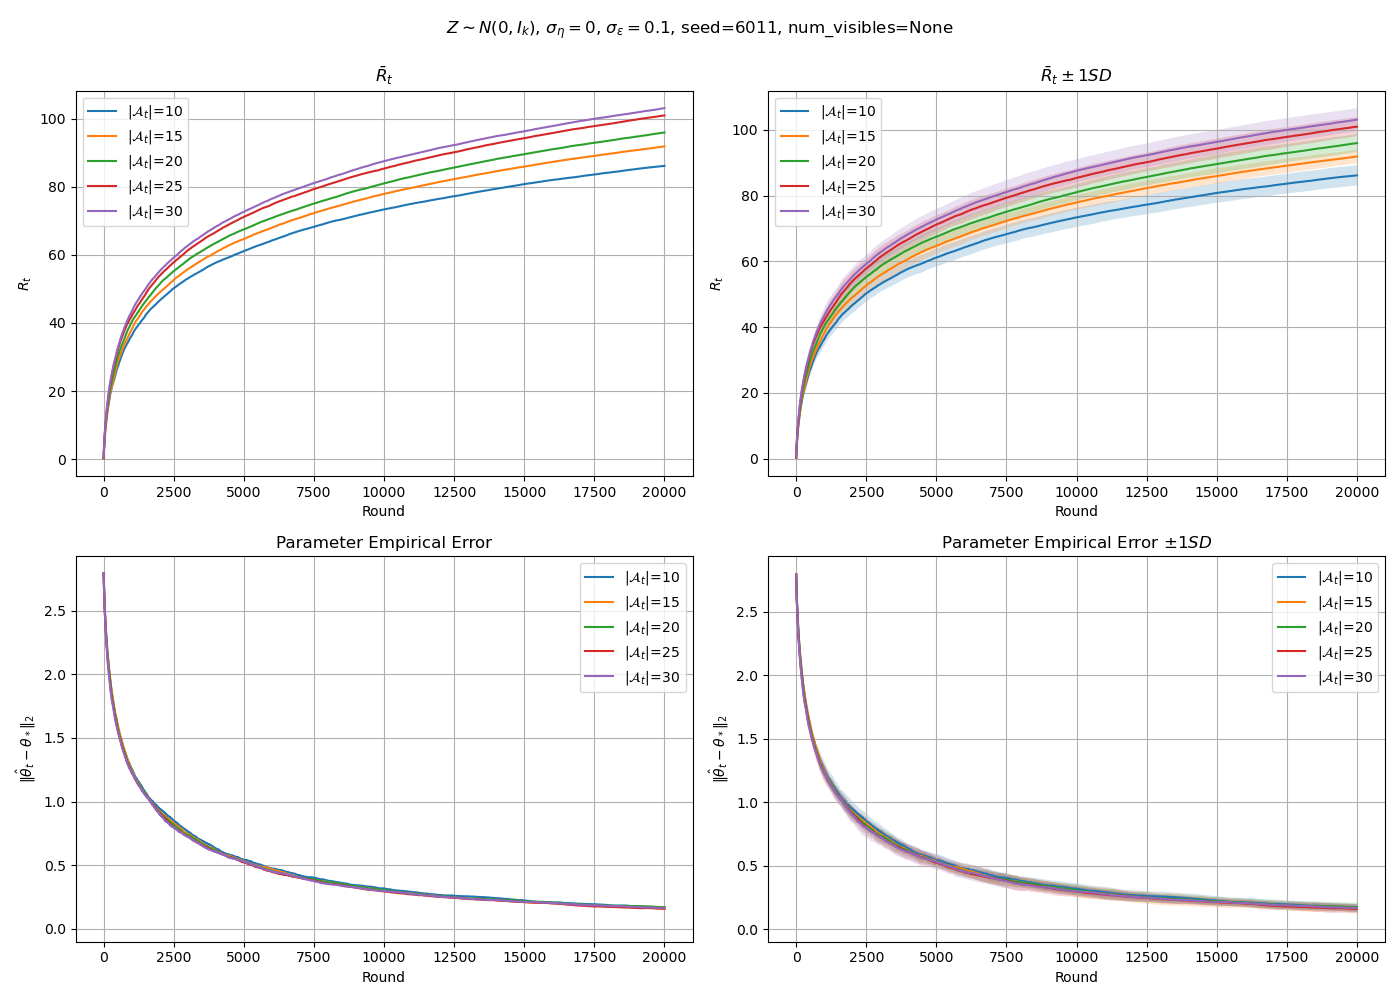 Z ∼ N(0, I_k), σ_η = 0, σ_ε = 0.1, seed=6011, num_visibles=None
R̄_t
R_t
100
80
60
40
20
0
|𝒜_t|=10
|𝒜_t|=15
|𝒜_t|=20
|𝒜_t|=25
|𝒜_t|=30
0 2500 5000 7500 10000 12500 15000 17500 20000
Round
R̄_t ± 1SD
R_t
100
80
60
40
20
0
|𝒜_t|=10
|𝒜_t|=15
|𝒜_t|=20
|𝒜_t|=25
|𝒜_t|=30
0 2500 5000 7500 10000 12500 15000 17500 20000
Round
Parameter Empirical Error
‖θ̂_t − θ_*‖₂
2.5
2.0
1.5
1.0
0.5
0.0
|𝒜_t|=10
|𝒜_t|=15
|𝒜_t|=20
|𝒜_t|=25
|𝒜_t|=30
0 2500 5000 7500 10000 12500 15000 17500 20000
Round
Parameter Empirical Error ±1SD
‖θ̂_t − θ_*‖₂
2.5
2.0
1.5
1.0
0.5
0.0
|𝒜_t|=10
|𝒜_t|=15
|𝒜_t|=20
|𝒜_t|=25
|𝒜_t|=30
0 2500 5000 7500 10000 12500 15000 17500 20000
Round